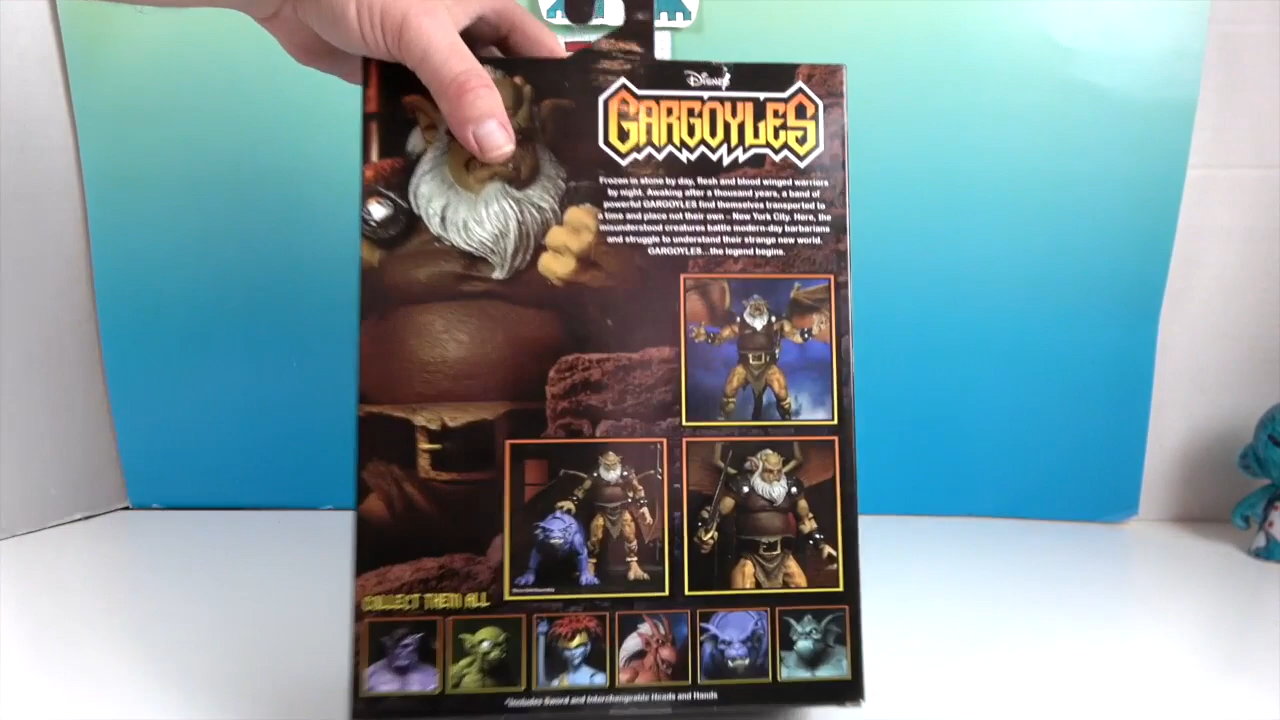 Disney
GARGOYLES
Frozen in stone by day, flesh and blood winged warriors
by night. Awaking after a thousand years, a band of
powerful GARGOYLES find themselves transported to
a time and place not their own – New York City. Here, the
misunderstood creatures battle modern-day barbarians
and struggle to understand their strange new world.
GARGOYLES...the legend begins.
COLLECT THEM ALL
*Includes Sword and Interchangeable Heads and Hands